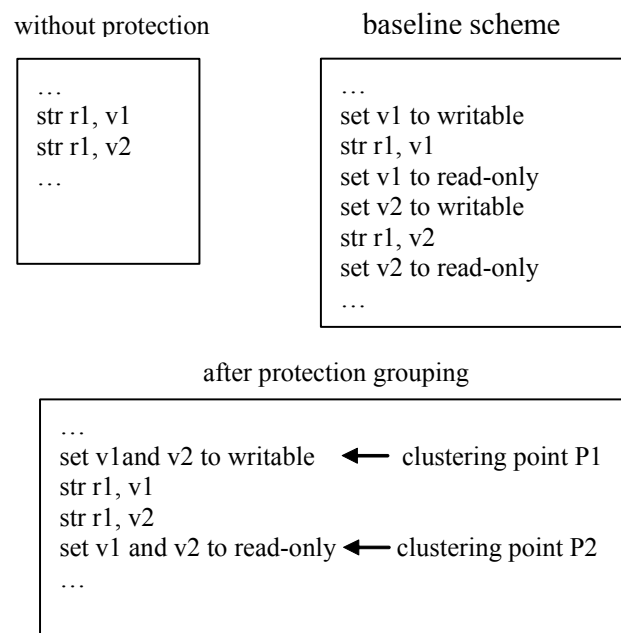 without protection
…
str r1, v1
str r1, v2
…
baseline scheme
…
set v1 to writable
str r1, v1
set v1 to read-only
set v2 to writable
str r1, v2
set v2 to read-only
…
after protection grouping
…
set v1and v2 to writable clustering point P1
str r1, v1
str r1, v2
set v1 and v2 to read-only clustering point P2
…